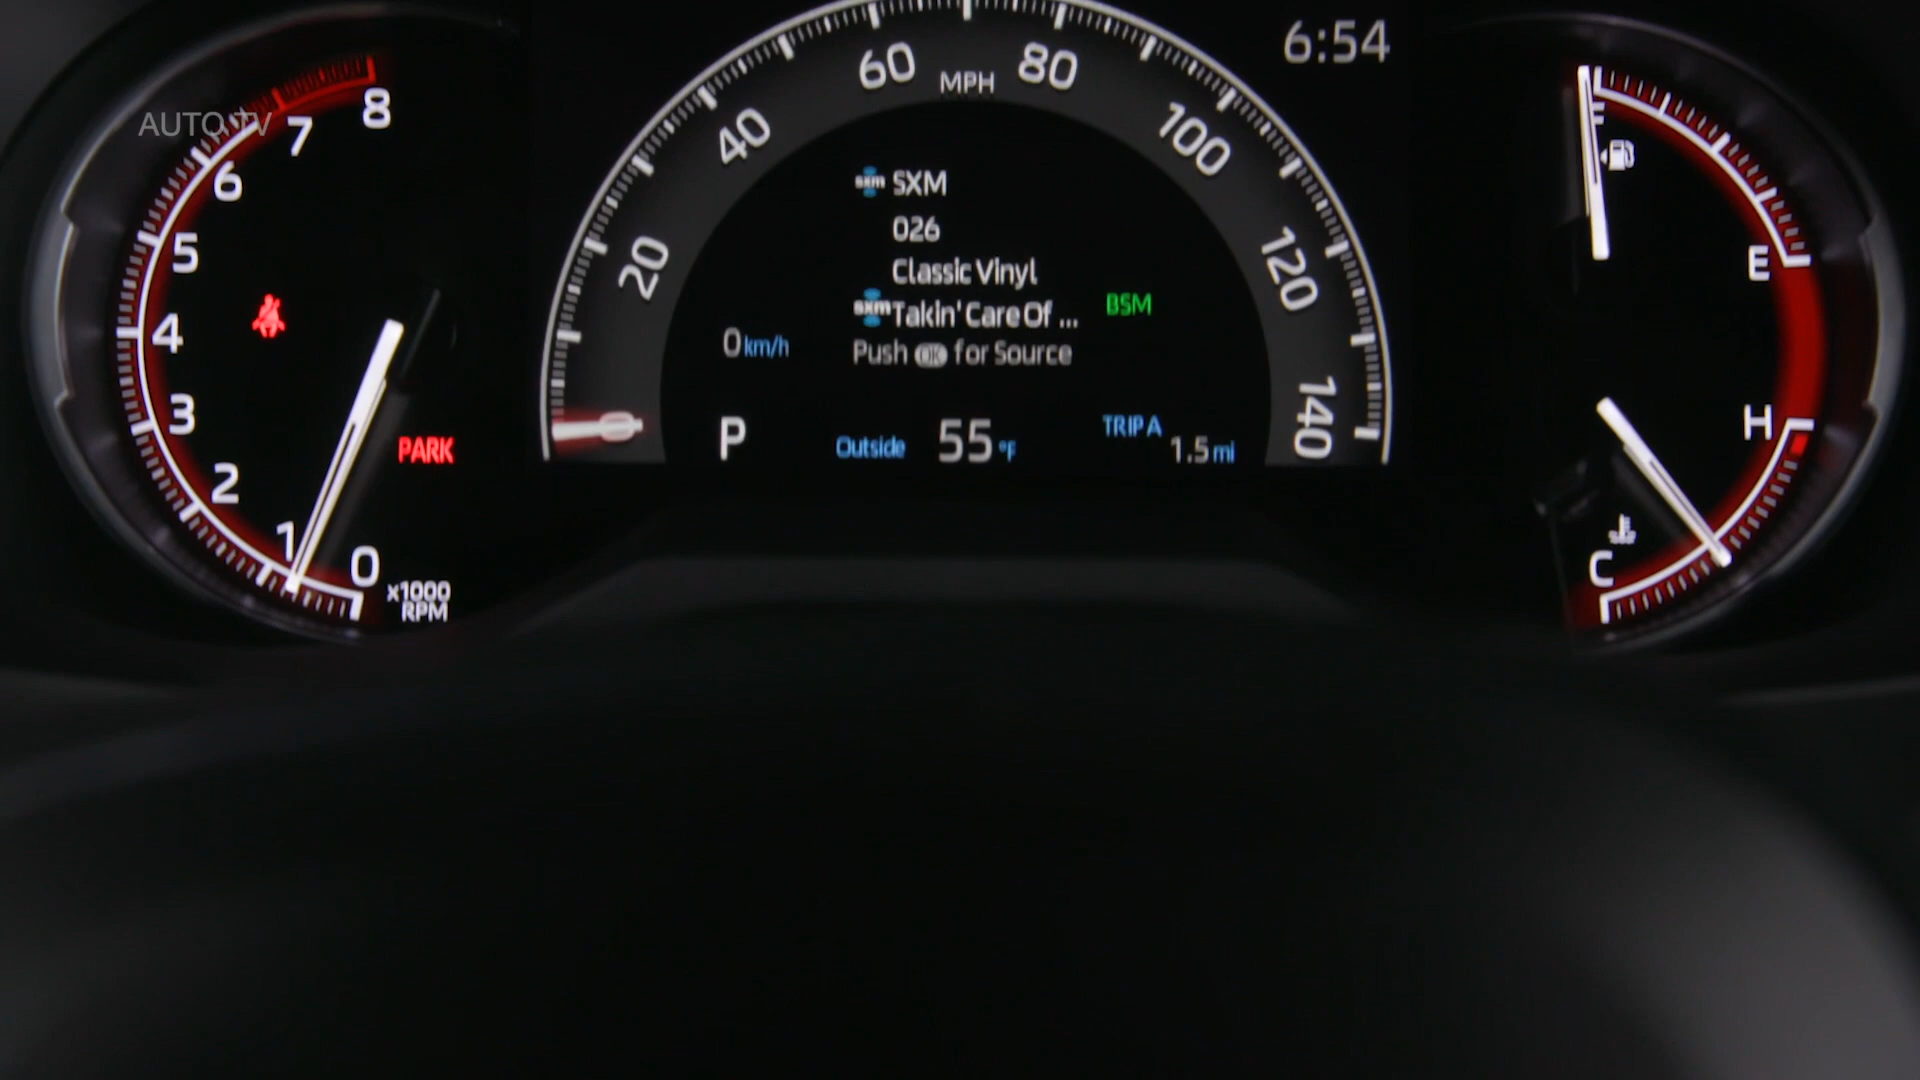 AUTO TV
8
7
6
5
4
3
2
1
0
x1000
RPM
PARK
0
20
40
60
80
100
120
140
MPH
6:54
sxm SXM
026
Classic Vinyl
sxm Takin' Care Of ...
Push OK for Source
BSM
0 km/h
P
Outside 55 °F
TRIP A
1.5 mi
F
E
H
C